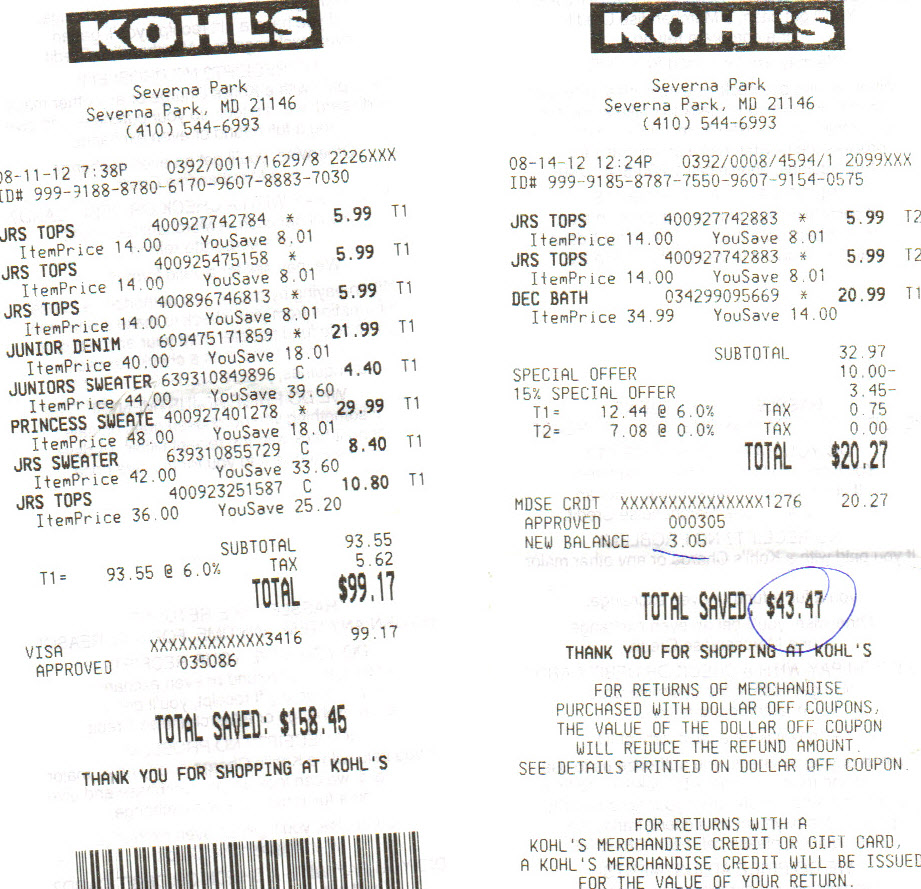 KOHL'S
Severna Park
Severna Park, MD 21146
(410) 544-6993
08-11-12 7:38P 0392/0011/1629/8 2226XXX
ID# 999-9188-8780-6170-9607-8883-7030
JRS TOPS 400927742784 * 5.99 T1
ItemPrice 14.00 YouSave 8.01
JRS TOPS 400925475158 * 5.99 T1
ItemPrice 14.00 YouSave 8.01
JRS TOPS 400896746813 * 5.99 T1
ItemPrice 14.00 YouSave 8.01
JUNIOR DENIM 609475171859 * 21.99 T1
ItemPrice 40.00 YouSave 18.01
JUNIORS SWEATER 639310849896 C 4.40 T1
ItemPrice 44.00 YouSave 39.60
PRINCESS SWEATE 400927401278 * 29.99 T1
ItemPrice 48.00 YouSave 18.01
JRS SWEATER 639310855729 C 8.40 T1
ItemPrice 42.00 YouSave 33.60
JRS TOPS 400923251587 C 10.80 T1
ItemPrice 36.00 YouSave 25.20
SUBTOTAL 93.55
T1= 93.55 @ 6.0% TAX 5.62
TOTAL $99.17
VISA XXXXXXXXXXXX3416 99.17
APPROVED 035086
TOTAL SAVED: $158.45
THANK YOU FOR SHOPPING AT KOHL'S
KOHL'S
Severna Park
Severna Park, MD 21146
(410) 544-6993
08-14-12 12:24P 0392/0008/4594/1 2099XXX
ID# 999-9185-8787-7550-9607-9154-0575
JRS TOPS 400927742883 * 5.99 T2
ItemPrice 14.00 YouSave 8.01
JRS TOPS 400927742883 * 5.99 T2
ItemPrice 14.00 YouSave 8.01
DEC BATH 034299095669 * 20.99 T1
ItemPrice 34.99 YouSave 14.00
SUBTOTAL 32.97
SPECIAL OFFER 10.00-
15% SPECIAL OFFER 3.45-
T1= 12.44 @ 6.0% TAX 0.75
T2= 7.08 @ 0.0% TAX 0.00
TOTAL $20.27
MDSE CRDT XXXXXXXXXXXXXXX1276 20.27
APPROVED 000305
NEW BALANCE 3.05
TOTAL SAVED: $43.47
THANK YOU FOR SHOPPING AT KOHL'S
FOR RETURNS OF MERCHANDISE
PURCHASED WITH DOLLAR OFF COUPONS,
THE VALUE OF THE DOLLAR OFF COUPON
WILL REDUCE THE REFUND AMOUNT.
SEE DETAILS PRINTED ON DOLLAR OFF COUPON.
FOR RETURNS WITH A
KOHL'S MERCHANDISE CREDIT OR GIFT CARD,
A KOHL'S MERCHANDISE CREDIT WILL BE ISSUED
FOR THE VALUE OF YOUR RETURN.